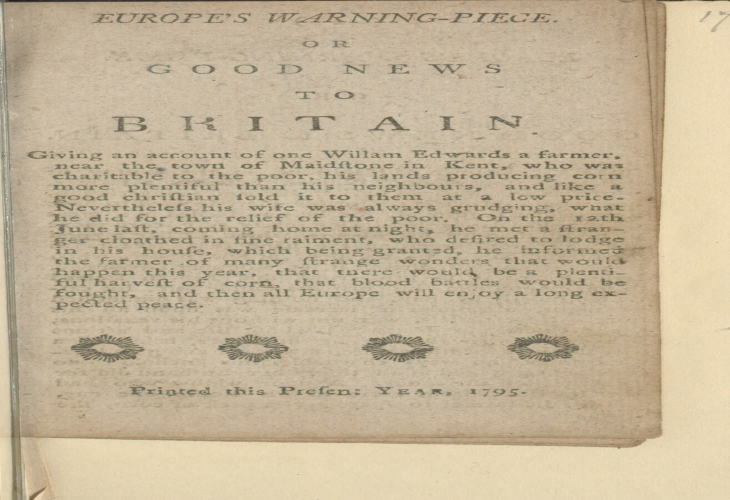 EUROPE'S WARNING-PIECE.
OR
GOOD NEWS
TO
BRITAIN.
Giving an account of one Willam Edwards a farmer,
near the town of Maidſtone in Kent, who was
charitable to the poor, his lands producing corn
more plentiful than his neighbours, and like a
good chriſtian ſold it to them at a low price.
Nevertheleſs his wife was always grudging, what
he did for the relief of the poor. On the 12th
June laſt, coming home at night, he met a ſtran-
ger cloathed in fine raiment, who deſired to lodge
in his houſe, which being granted, he informed
the farmer of many ſtrange wonders that would
happen this year, that there would be a plenti-
ful harveſt of corn, that blood battles would be
fought, and then all Europe will enjoy a long ex-
pected peace.
Printed this Preſent YEAR, 1795.
17